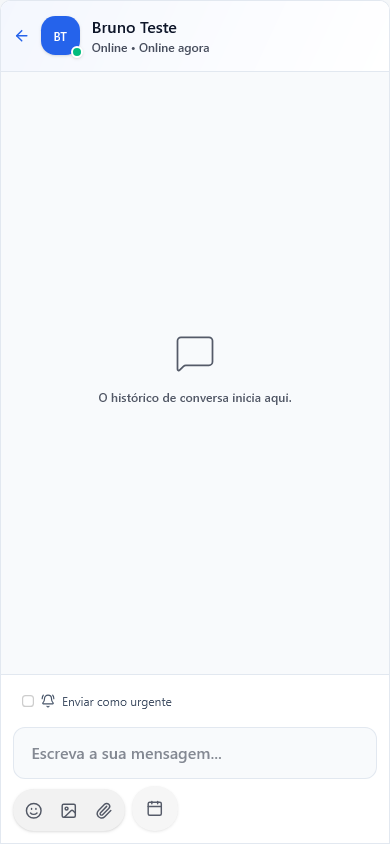 BT
Bruno Teste
Online • Online agora
O histórico de conversa inicia aqui.
Enviar como urgente
Escreva a sua mensagem...